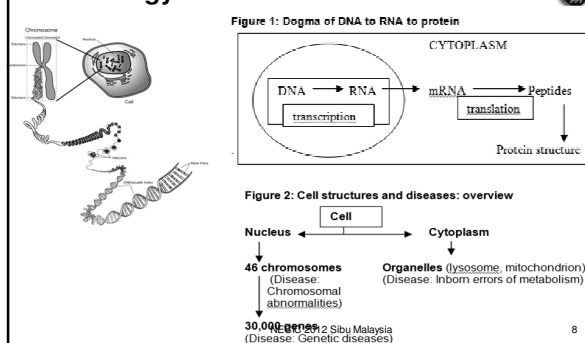 Figure 1: Dogma of DNA to RNA to protein
Chromosome
Nucleus
Cell
CYTOPLASM
DNA
RNA
mRNA
Peptides
transcription
translation
Protein structure
Figure 2: Cell structures and diseases: overview
Cell
Nucleus
Cytoplasm
46 chromosomes
(Disease:
Chromosomal
abnormalities)
Organelles (lysosome, mitochondrion)
(Disease: Inborn errors of metabolism)
30,000 genes
(Disease: Genetic diseases)
2012 Sibu Malaysia
8